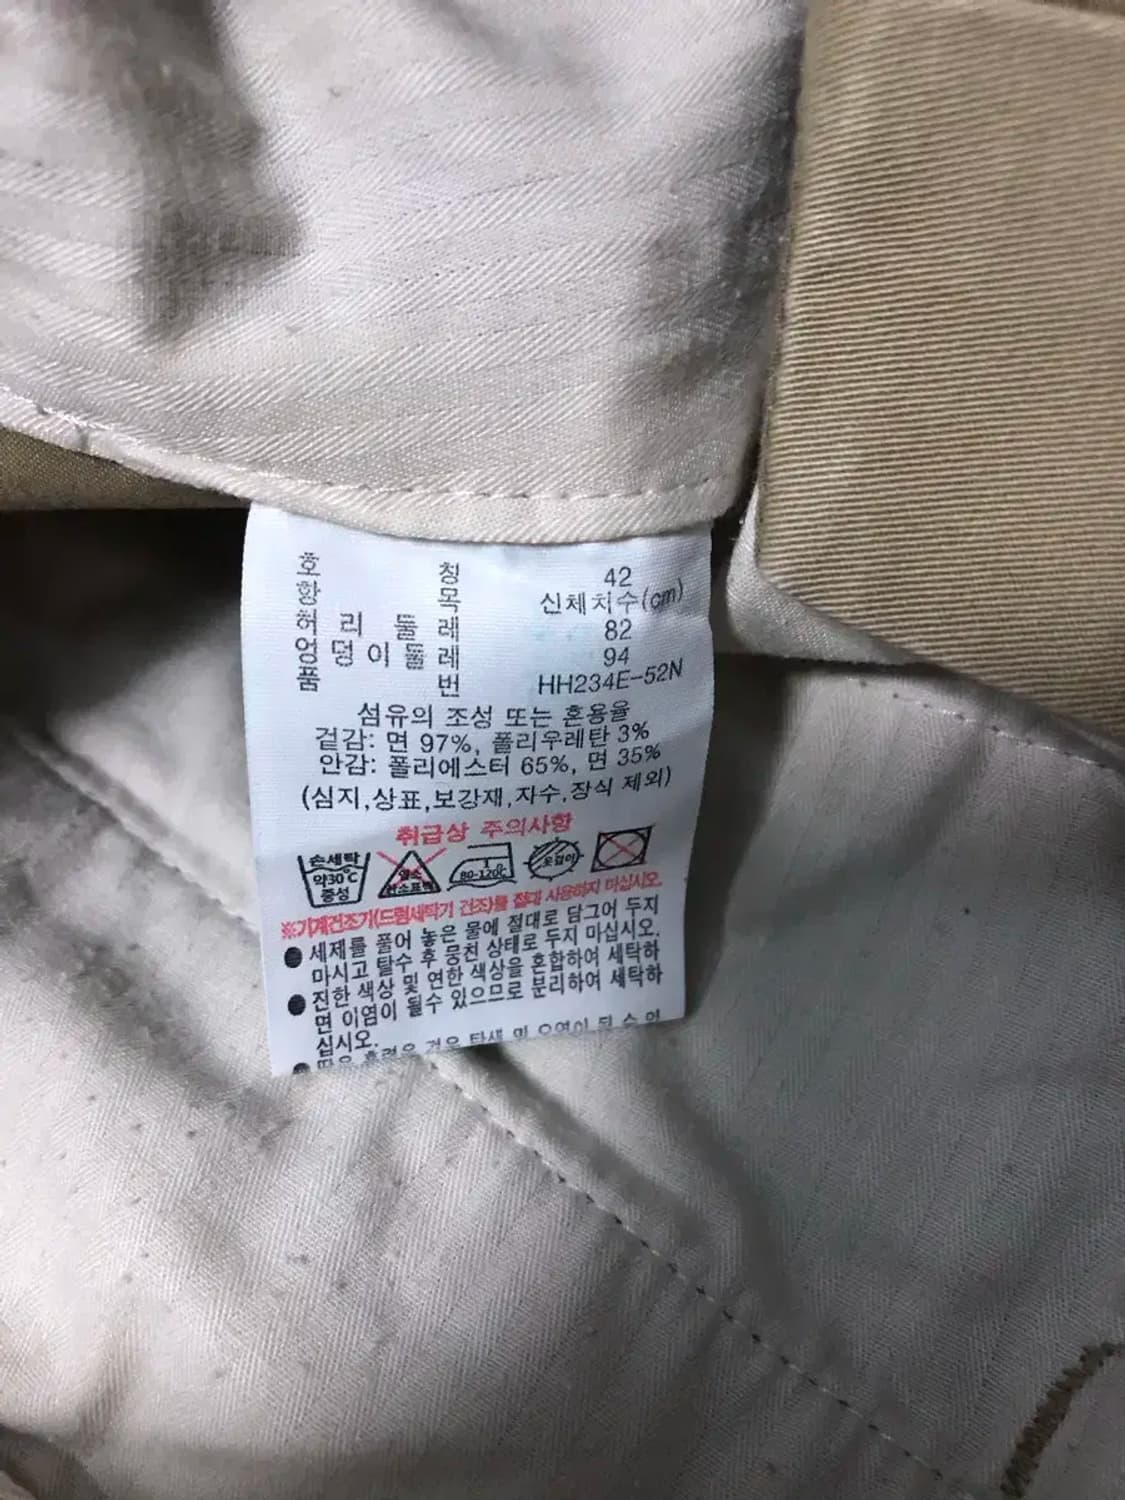 호 칭 42
항 목 신체치수(cm)
허 리 둘 레 82
엉 덩 이 둘 레 94
품 번 HH234E-52N
섬유의 조성 또는 혼용율
겉감: 면 97%, 폴리우레탄 3%
안감: 폴리에스터 65%, 면 35%
(심지,상표,보강재,자수,장식 제외)
취급상 주의사항
손세탁
약30℃
중성
염소
산소표백
80-120℃
옷걸이
※기계건조기(드럼세탁기 건조)를 절대 사용하지 마십시오.
● 세제를 풀어 놓은 물에 절대로 담그어 두지
마시고 탈수 후 뭉친 상태로 두지 마십시오.
● 진한 색상 및 연한 색상을 혼합하여 세탁하
면 이염이 될수 있으므로 분리하여 세탁하
십시오.